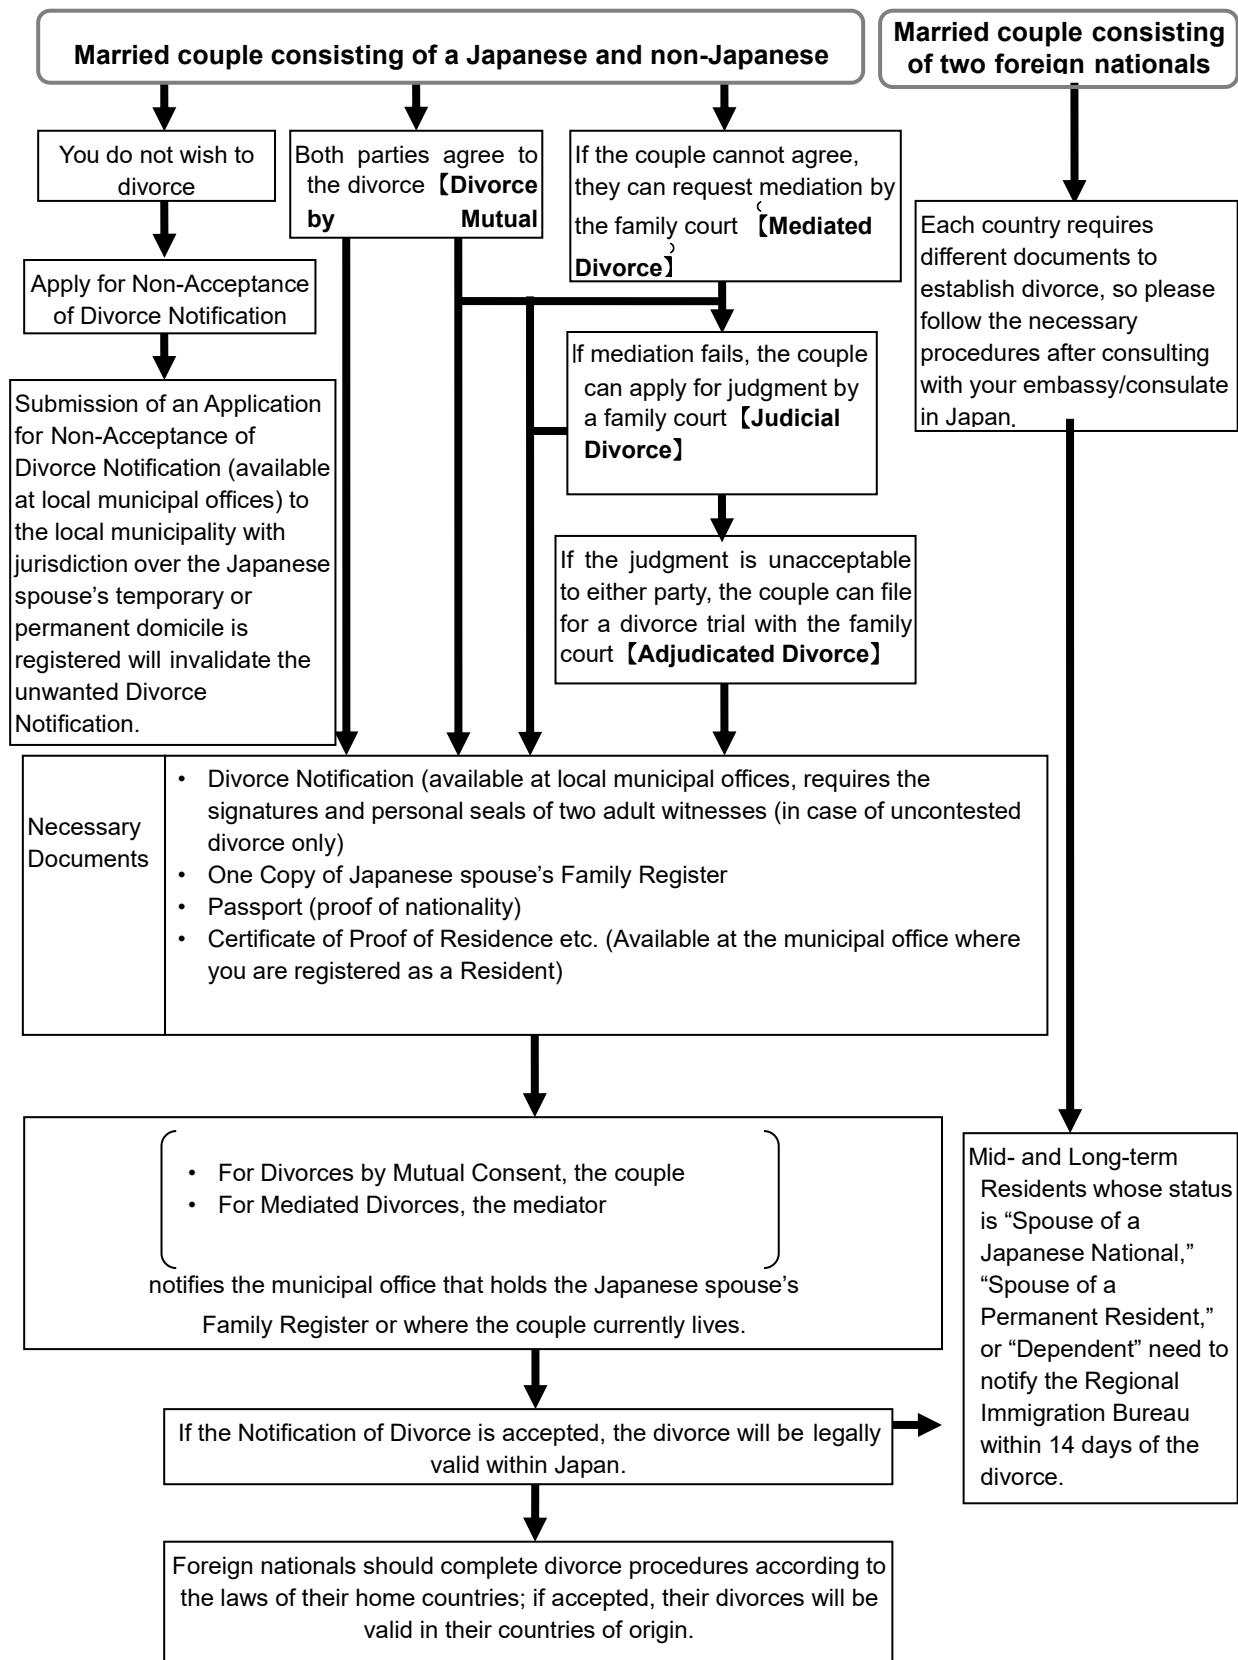 Married couple consisting of a Japanese and non-Japanese
Married couple consisting
of two foreign nationals
You do not wish to
divorce
Both parties agree to
the divorce【Divorce
by Mutual
If the couple cannot agree,
they can request mediation by
the family court 【Mediated
Divorce】
Each country requires
different documents to
establish divorce, so please
follow the necessary
procedures after consulting
with your embassy/consulate
in Japan.
Apply for Non-Acceptance
of Divorce Notification
If mediation fails, the couple
can apply for judgment by
a family court【Judicial
Divorce】
Submission of an Application
for Non-Acceptance of
Divorce Notification (available
at local municipal offices) to
the local municipality with
jurisdiction over the Japanese
spouse’s temporary or
permanent domicile is
registered will invalidate the
unwanted Divorce
Notification.
If the judgment is unacceptable
to either party, the couple can file
for a divorce trial with the family
court【Adjudicated Divorce】
Necessary
Documents
• Divorce Notification (available at local municipal offices, requires the
signatures and personal seals of two adult witnesses (in case of uncontested
divorce only)
• One Copy of Japanese spouse’s Family Register
• Passport (proof of nationality)
• Certificate of Proof of Residence etc. (Available at the municipal office where
you are registered as a Resident)
• For Divorces by Mutual Consent, the couple
• For Mediated Divorces, the mediator
notifies the municipal office that holds the Japanese spouse’s
Family Register or where the couple currently lives.
Mid- and Long-term
Residents whose status
is “Spouse of a
Japanese National,”
“Spouse of a
Permanent Resident,”
or “Dependent” need to
notify the Regional
Immigration Bureau
within 14 days of the
divorce.
If the Notification of Divorce is accepted, the divorce will be legally
valid within Japan.
Foreign nationals should complete divorce procedures according to
the laws of their home countries; if accepted, their divorces will be
valid in their countries of origin.